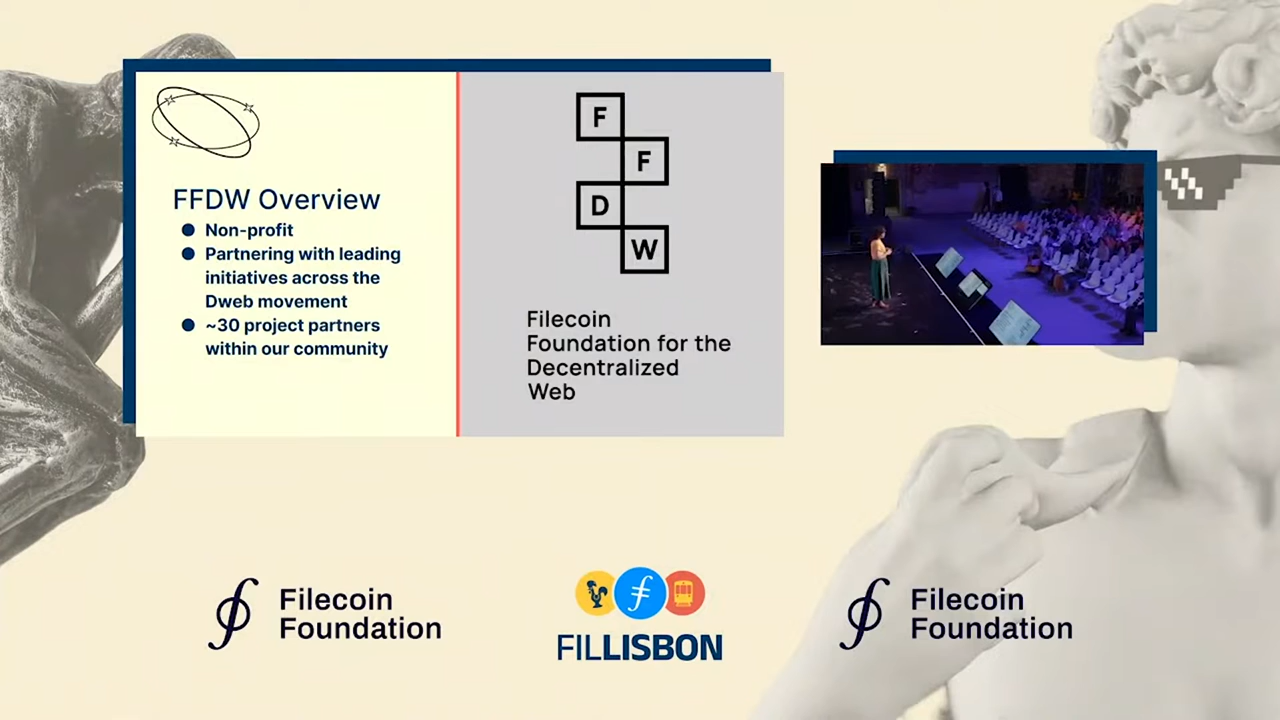 FFDW Overview
Non-profit
Partnering with leading
initiatives across the
Dweb movement
~30 project partners
within our community
F
F
D
W
Filecoin
Foundation for the
Decentralized
Web
Filecoin
Foundation
FILLISBON
Filecoin
Foundation